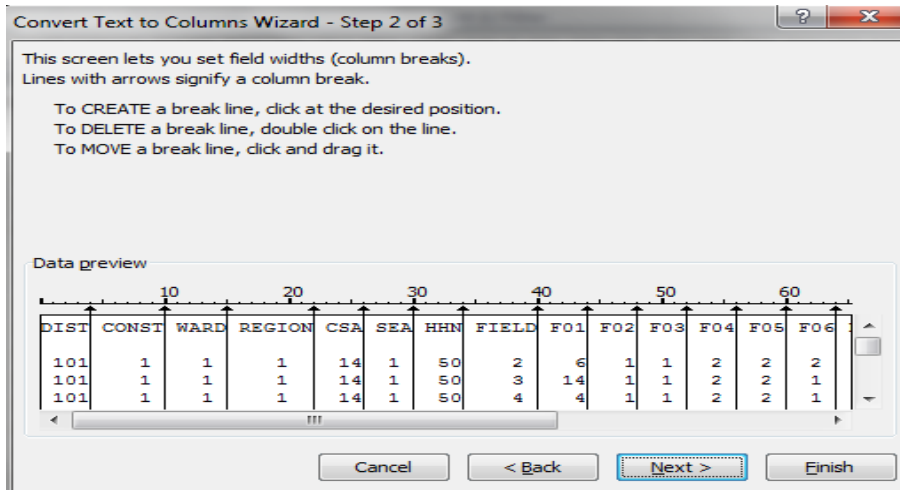 Convert Text to Columns Wizard - Step 2 of 3
?
This screen lets you set field widths (column breaks).
Lines with arrows signify a column break.
To CREATE a break line, click at the desired position.
To DELETE a break line, double click on the line.
To MOVE a break line, click and drag it.
Data preview
10 20 30 40 50 60
DIST CONST WARD REGION CSA SEA HHN FIELD F01 F02 F03 F04 F05 F06
101 1 1 1 14 1 50 2 6 1 1 2 2 2
101 1 1 1 14 1 50 3 14 1 1 2 2 1
101 1 1 1 14 1 50 4 4 1 1 2 2 1
Cancel < Back Next > Finish